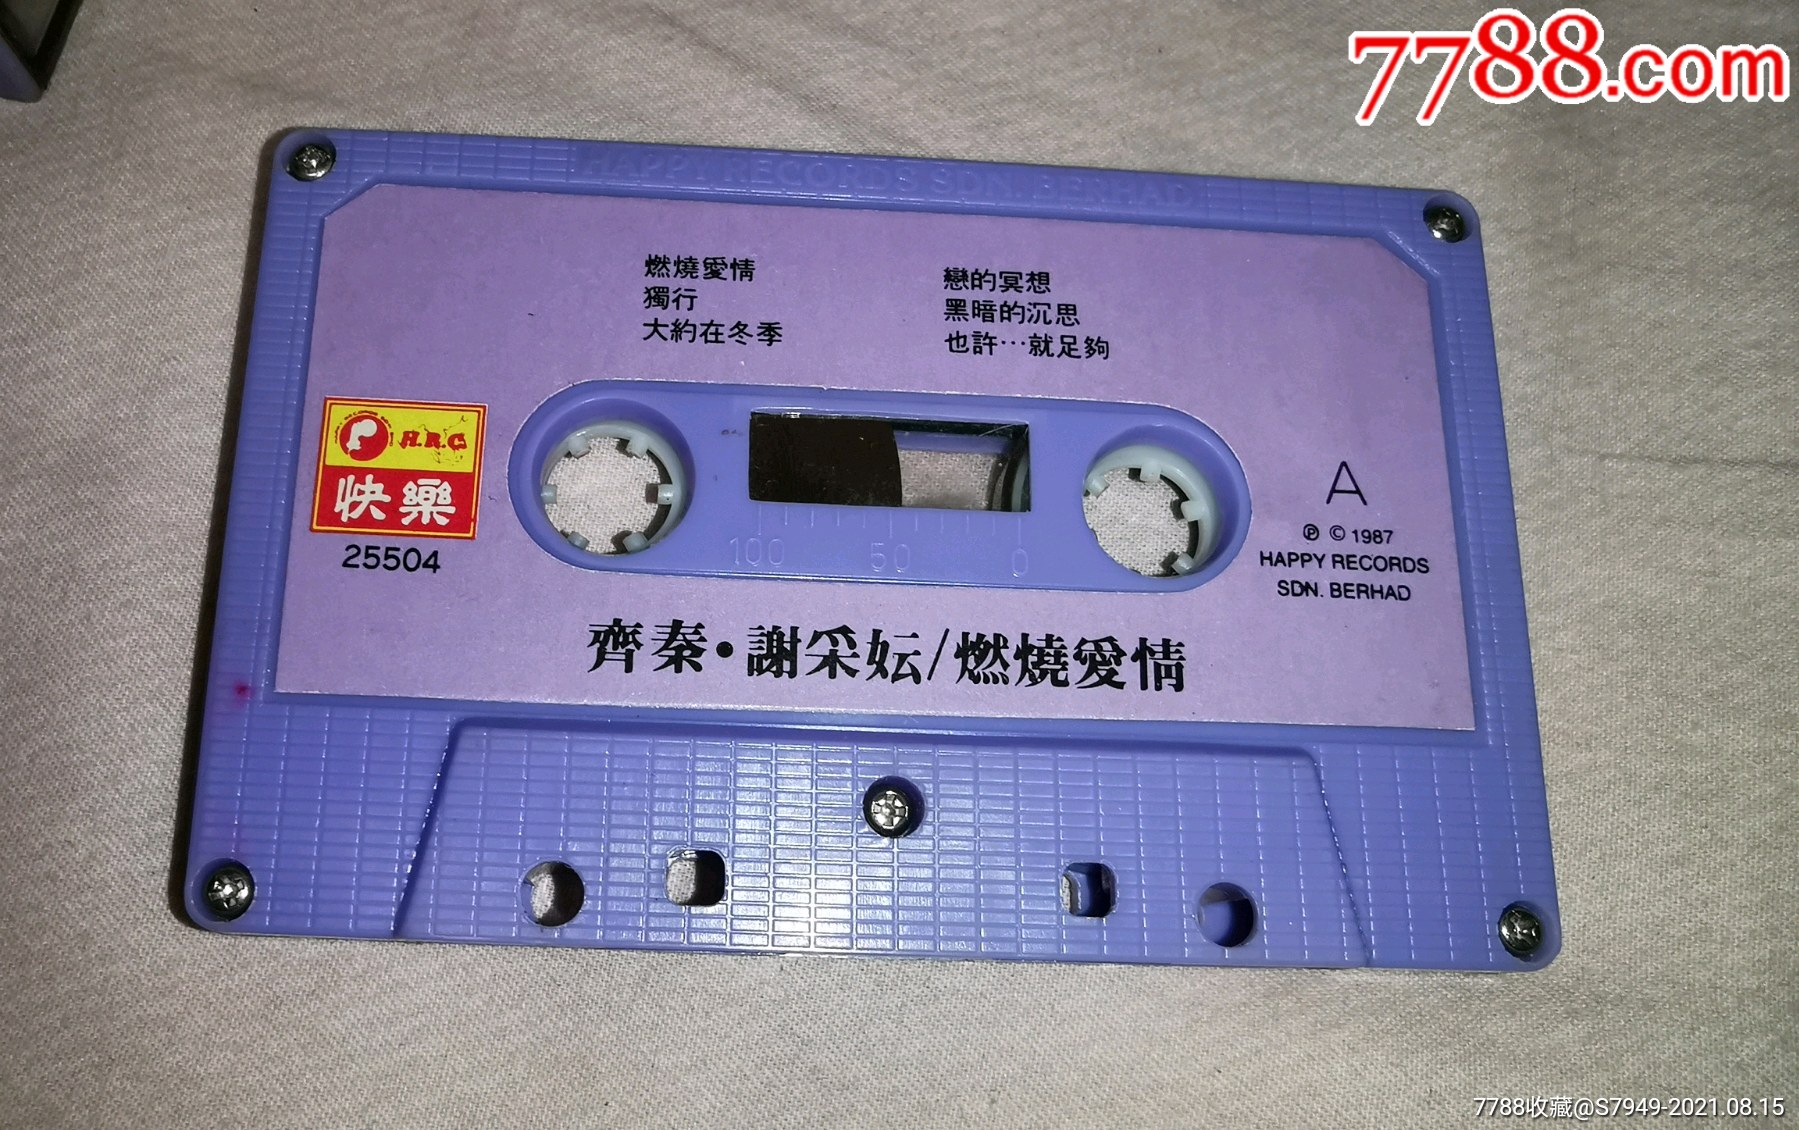 7788.com
HAPPY RECORDS SDN. BERHAD
燃燒愛情
獨行
大約在冬季
戀的冥想
黑暗的沉思
也許…就足夠
H.R.C.
快樂
25504
100 50 0
A
℗ © 1987
HAPPY RECORDS
SDN. BERHAD
齊秦·謝采妘/燃燒愛情
7788收藏@S7949-2021.08.15